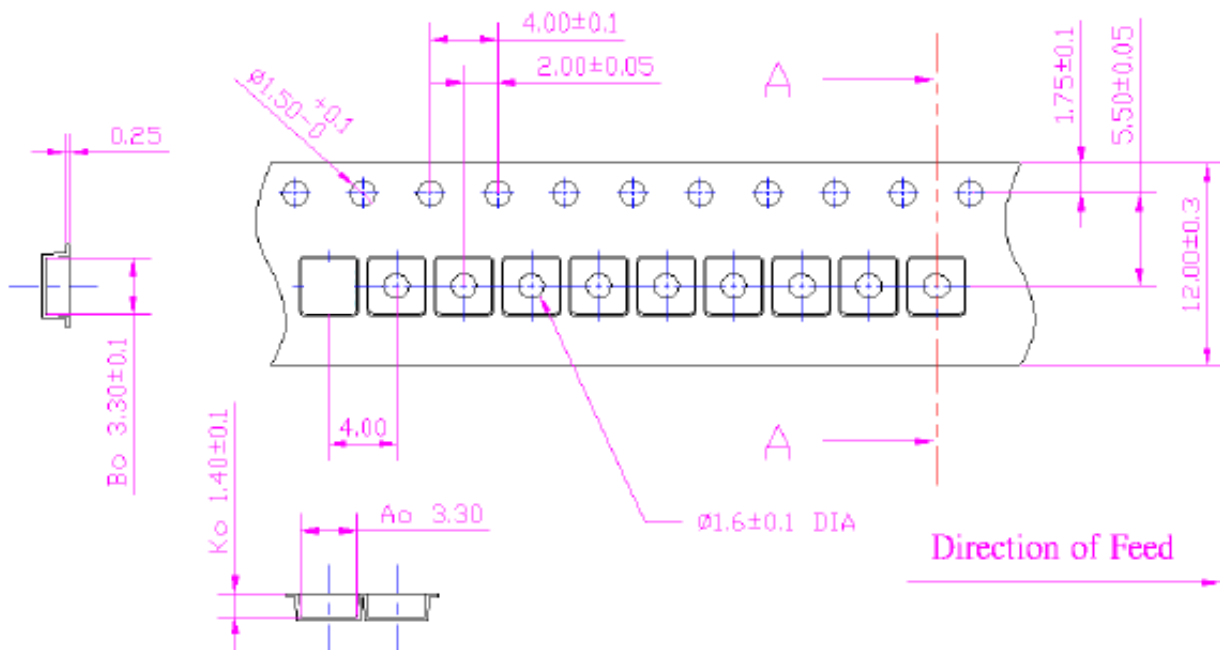 4.00±0.1
2.00±0.05
Ø1.50 +0.1 -0
A
1.75±0.1
5.50±0.05
0.25
12.00±0.3
Bo 3.30±0.1
4.00
A
Ko 1.40±0.1
Ao 3.30
Ø1.6±0.1 DIA
Direction of Feed